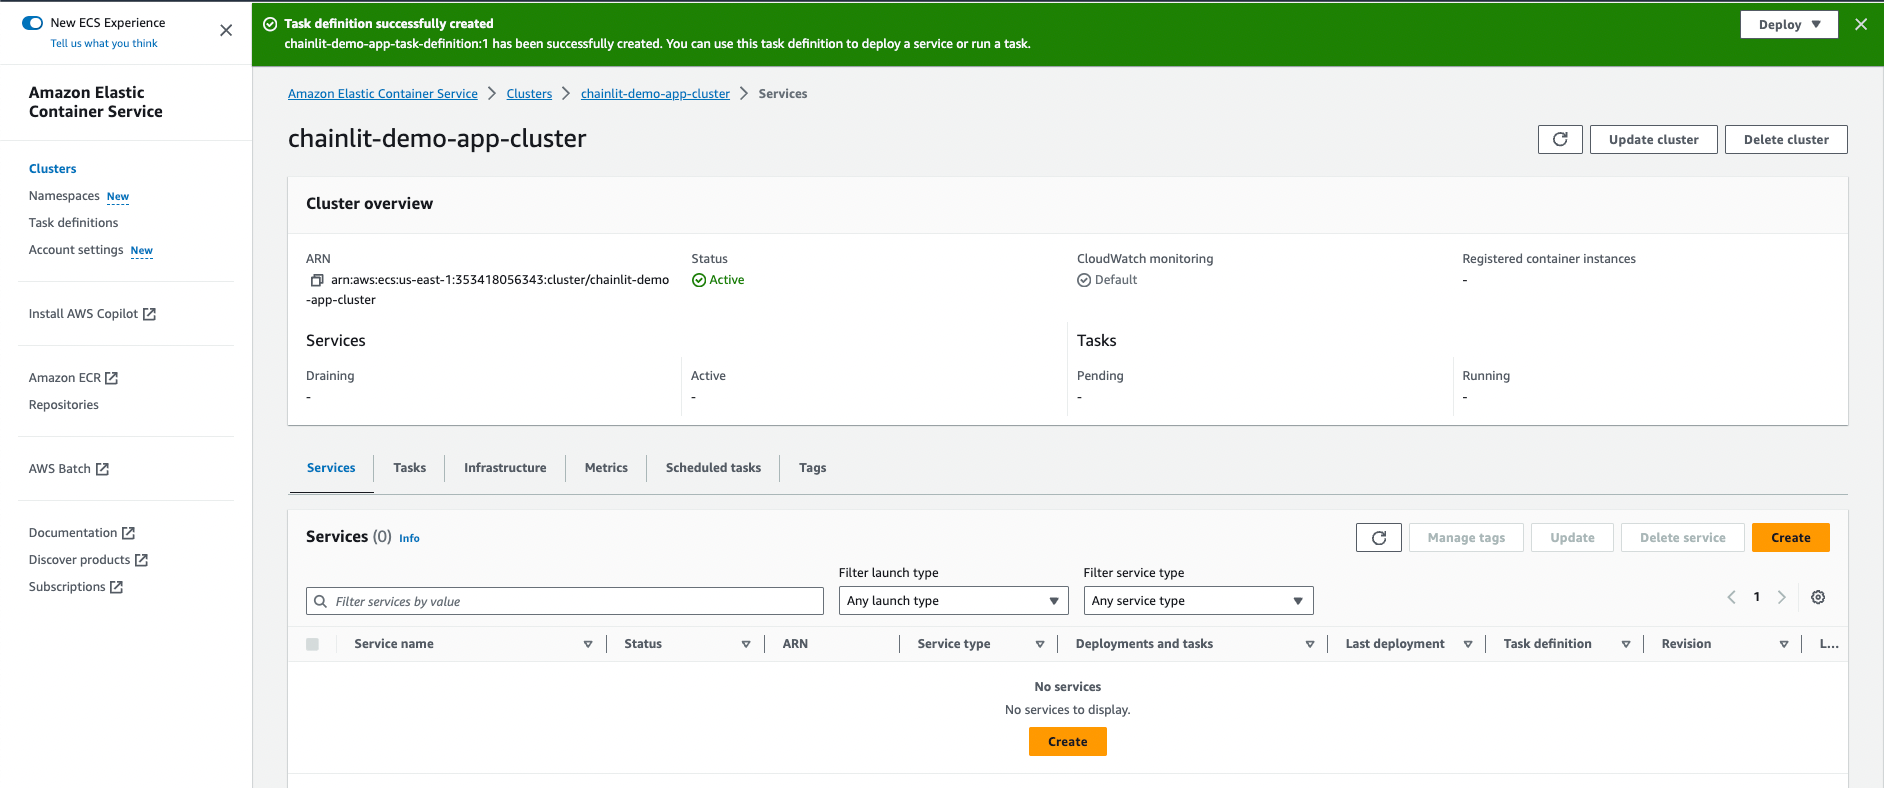 New ECS Experience
Tell us what you think
Amazon Elastic
Container Service
Clusters
Namespaces New
Task definitions
Account settings New
Install AWS Copilot
Amazon ECR
Repositories
AWS Batch
Documentation
Discover products
Subscriptions
Task definition successfully created
chainlit-demo-app-task-definition:1 has been successfully created. You can use this task definition to deploy a service or run a task.
Deploy
Amazon Elastic Container Service > Clusters > chainlit-demo-app-cluster > Services
chainlit-demo-app-cluster
Update cluster
Delete cluster
Cluster overview
ARN
arn:aws:ecs:us-east-1:353418056343:cluster/chainlit-demo
-app-cluster
Status
Active
CloudWatch monitoring
Default
Registered container instances
-
Services
Draining
-
Active
-
Tasks
Pending
-
Running
-
Services Tasks Infrastructure Metrics Scheduled tasks Tags
Services (0) Info
Manage tags Update Delete service Create
Filter services by value
Filter launch type
Any launch type
Filter service type
Any service type
1
Service name Status ARN Service type Deployments and tasks Last deployment Task definition Revision L...
No services
No services to display.
Create